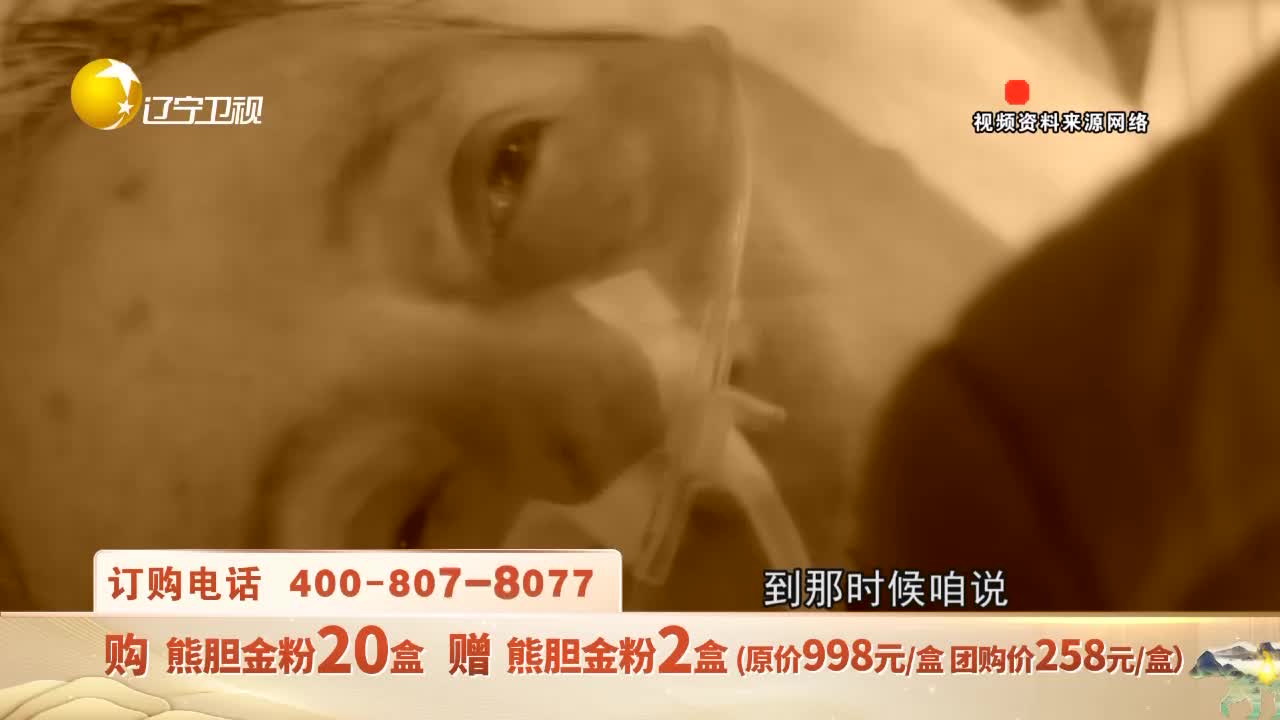 辽宁卫视
视频资料来源网络
到那时候咱说
订购电话 400-807-8077
购 熊胆金粉20盒 赠 熊胆金粉2盒 (原价998元/盒 团购价258元/盒)